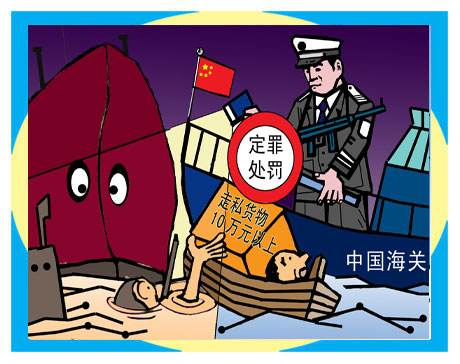 定罪
处罚
走私货物
10万元以上
中国海关